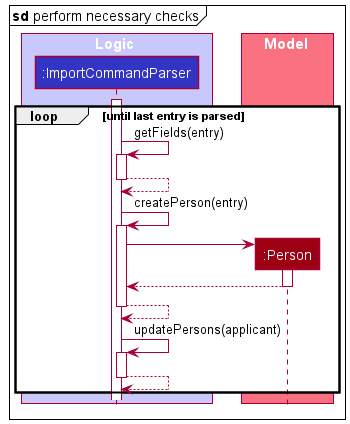 sd perform necessary checks
Logic
Model
:ImportCommandParser
loop
[until last entry is parsed]
getFields(entry)
createPerson(entry)
:Person
updatePersons(applicant)